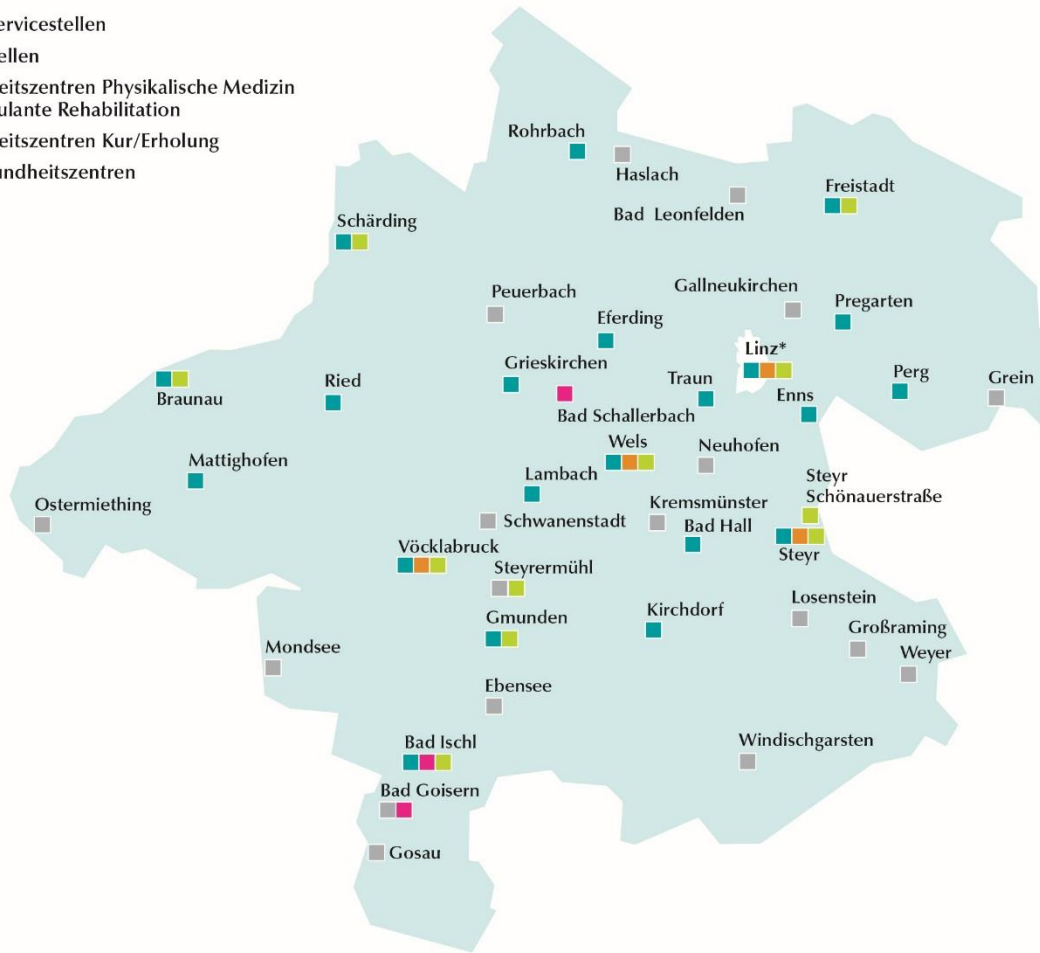 ervicestellen
ellen
eitszentren Physikalische Medizin
ulante Rehabilitation
eitszentren Kur/Erholung
undheitszentren
Rohrbach
Haslach
Bad Leonfelden
Freistadt
Schärding
Peuerbach
Gallneukirchen
Eferding
Pregarten
Linz*
Grieskirchen
Bad Schallerbach
Traun
Enns
Perg
Grein
Braunau
Ried
Mattighofen
Wels
Neuhofen
Lambach
Steyr
Schönauerstraße
Ostermiething
Schwanenstadt
Kremsmünster
Bad Hall
Steyr
Vöcklabruck
Steyrermühl
Losenstein
Gmunden
Kirchdorf
Großraming
Weyer
Mondsee
Ebensee
Bad Ischl
Windischgarsten
Bad Goisern
Gosau